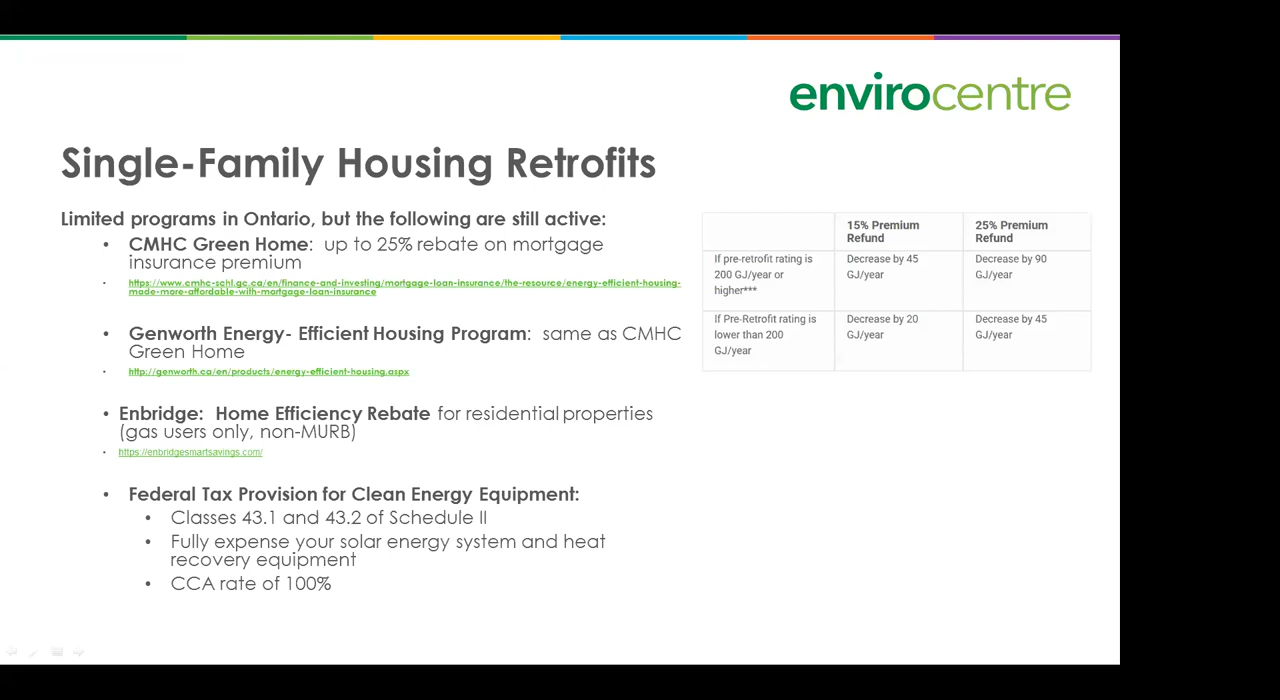 envirocentre
Single-Family Housing Retrofits
Limited programs in Ontario, but the following are still active:
• CMHC Green Home: up to 25% rebate on mortgage
insurance premium
• https://www.cmhc-schl.gc.ca/en/finance-and-investing/mortgage-loan-insurance/the-resource/energy-efficient-housing-
made-more-affordable-with-mortgage-loan-insurance
• Genworth Energy- Efficient Housing Program: same as CMHC
Green Home
• http://genworth.ca/en/products/energy-efficient-housing.aspx
• Enbridge: Home Efficiency Rebate for residential properties
(gas users only, non-MURB)
• https://enbridgesmartsavings.com/
• Federal Tax Provision for Clean Energy Equipment:
• Classes 43.1 and 43.2 of Schedule II
• Fully expense your solar energy system and heat
recovery equipment
• CCA rate of 100%
15% Premium
Refund
25% Premium
Refund
If pre-retrofit rating is
200 GJ/year or
higher***
Decrease by 45
GJ/year
Decrease by 90
GJ/year
If Pre-Retrofit rating is
lower than 200
GJ/year
Decrease by 20
GJ/year
Decrease by 45
GJ/year